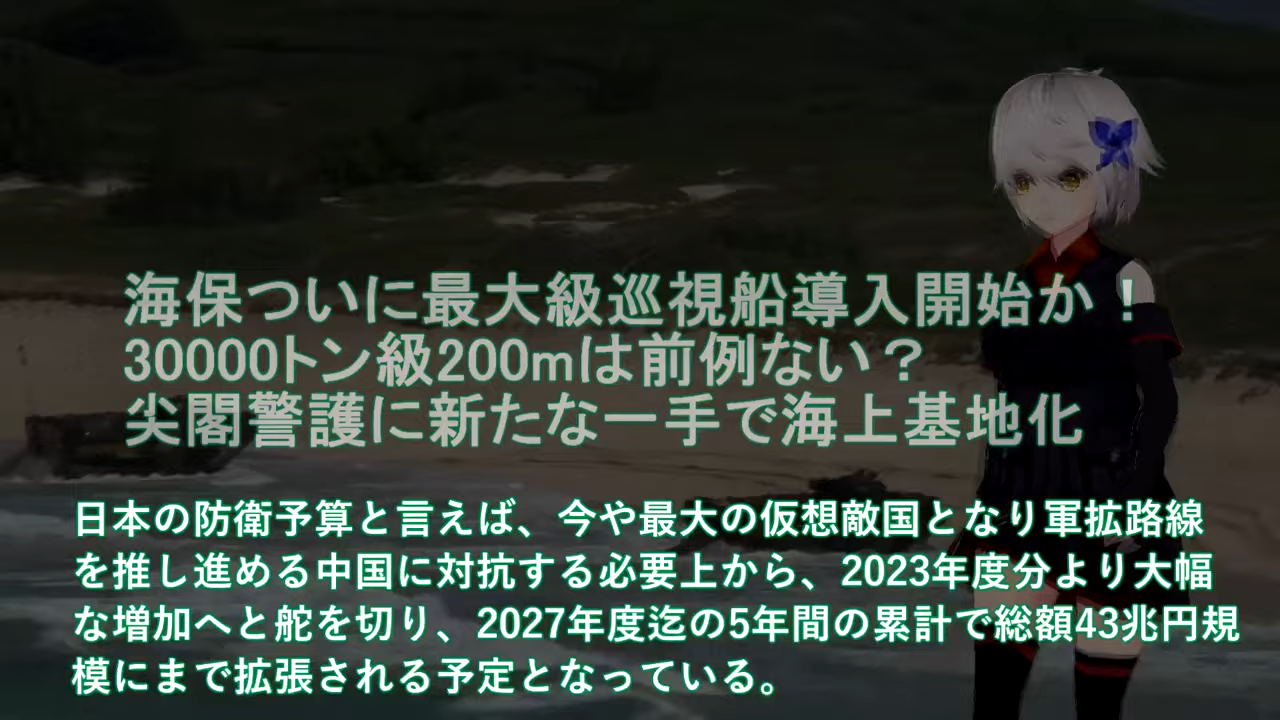 海保ついに最大級巡視船導入開始か！
30000トン級200mは前例ない？
尖閣警護に新たな一手で海上基地化
日本の防衛予算と言えば、今や最大の仮想敵国となり軍拡路線
を推し進める中国に対抗する必要上から、2023年度分より大幅
な増加へと舵を切り、2027年度迄の5年間の累計で総額43兆円規
模にまで拡張される予定となっている。